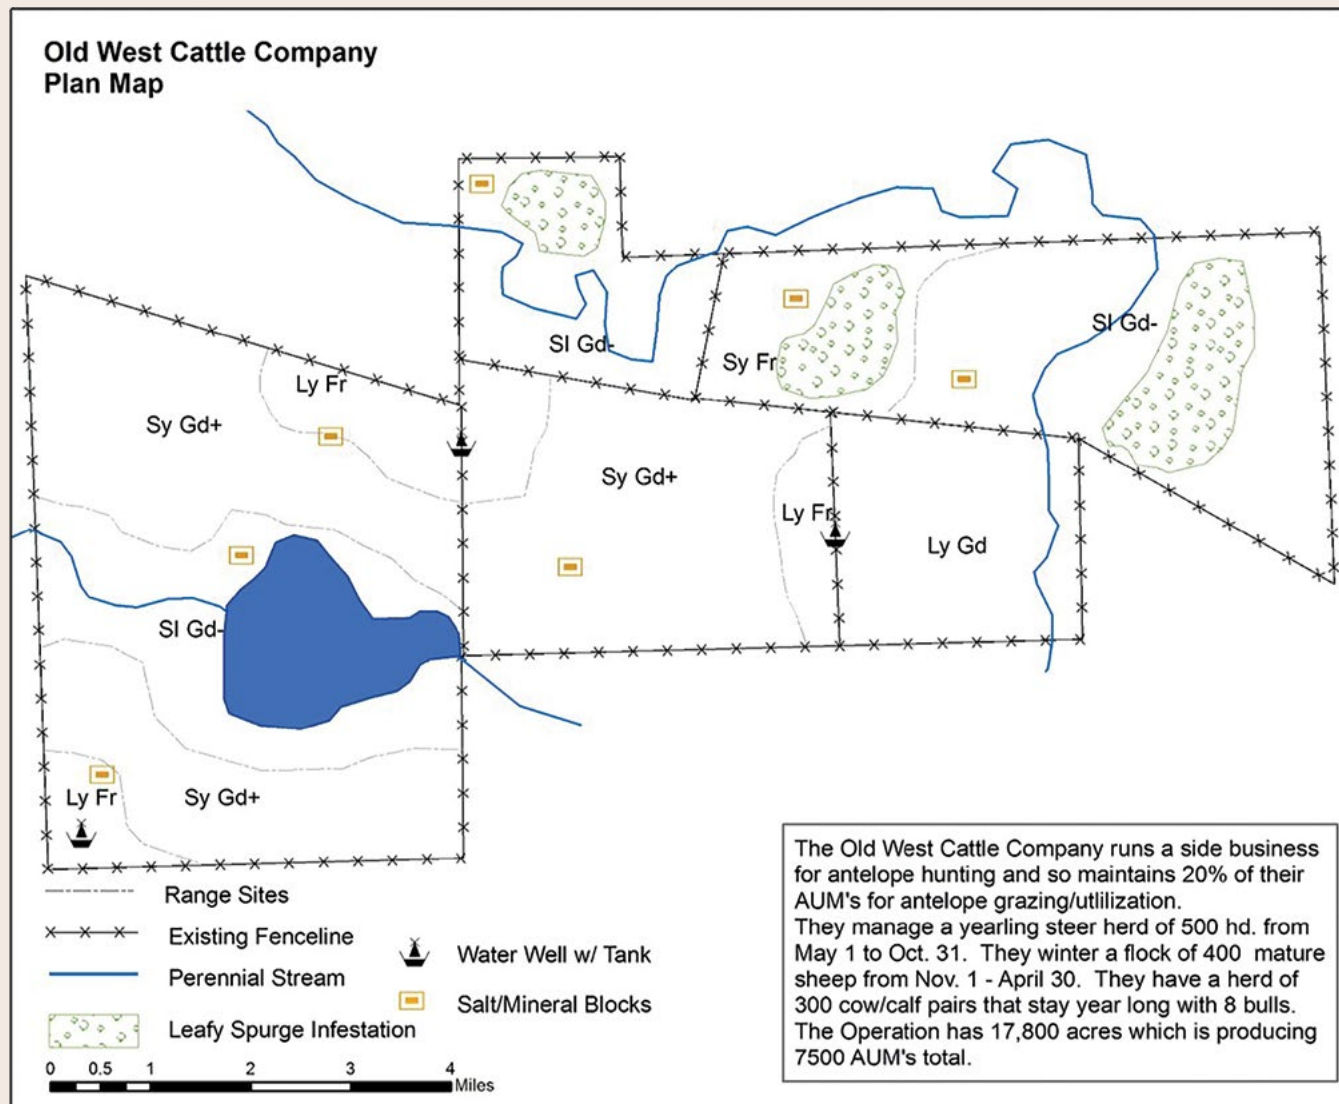 Old West Cattle Company
Plan Map
Ly Fr
Sy Gd+
SI Gd-
Sy Fr
SI Gd-
Sy Gd+
Ly Fr
Ly Gd
SI Gd-
Ly Fr
Sy Gd+
Range Sites
Existing Fenceline
Perennial Stream
Leafy Spurge Infestation
Water Well w/ Tank
Salt/Mineral Blocks
0 0.5 1 2 3 4
Miles
The Old West Cattle Company runs a side business
for antelope hunting and so maintains 20% of their
AUM's for antelope grazing/utlilization.
They manage a yearling steer herd of 500 hd. from
May 1 to Oct. 31. They winter a flock of 400 mature
sheep from Nov. 1 - April 30. They have a herd of
300 cow/calf pairs that stay year long with 8 bulls.
The Operation has 17,800 acres which is producing
7500 AUM's total.